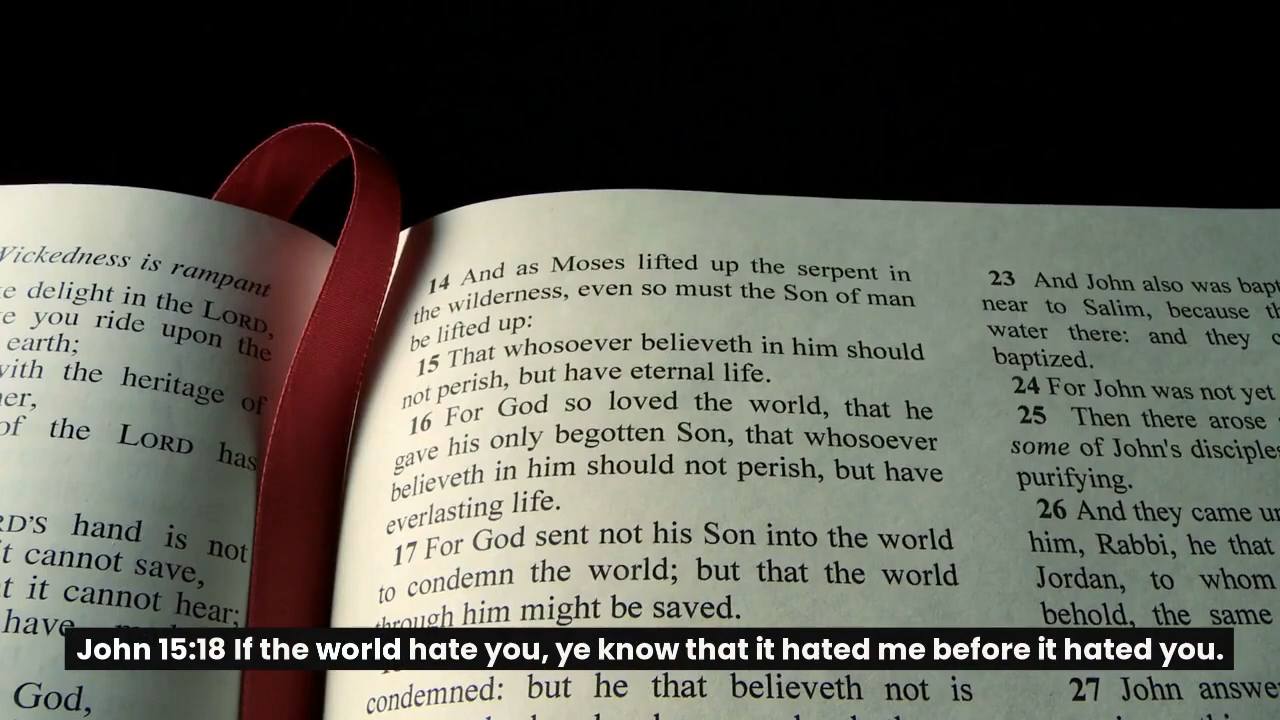 Wickedness is rampant
delight in the LORD,
you ride upon the
earth;
with the heritage of
of the LORD has
hand is not
it cannot save,
it cannot hear;
have
God,
14 And as Moses lifted up the serpent in
the wilderness, even so must the Son of man
be lifted up:
15 That whosoever believeth in him should
not perish, but have eternal life.
16 For God so loved the world, that he
gave his only begotten Son, that whosoever
believeth in him should not perish, but have
everlasting life.
17 For God sent not his Son into the world
to condemn the world; but that the world
through him might be saved.
condemned: but he that believeth not is
23 And John also was
near to Salim, because
water there: and they
baptized.
24 For John was not yet
25 Then there arose
some of John's
purifying.
26 And they came
him, Rabbi, he that
Jordan, to whom
behold, the same
27 John
John 15:18 If the world hate you, ye know that it hated me before it hated you.